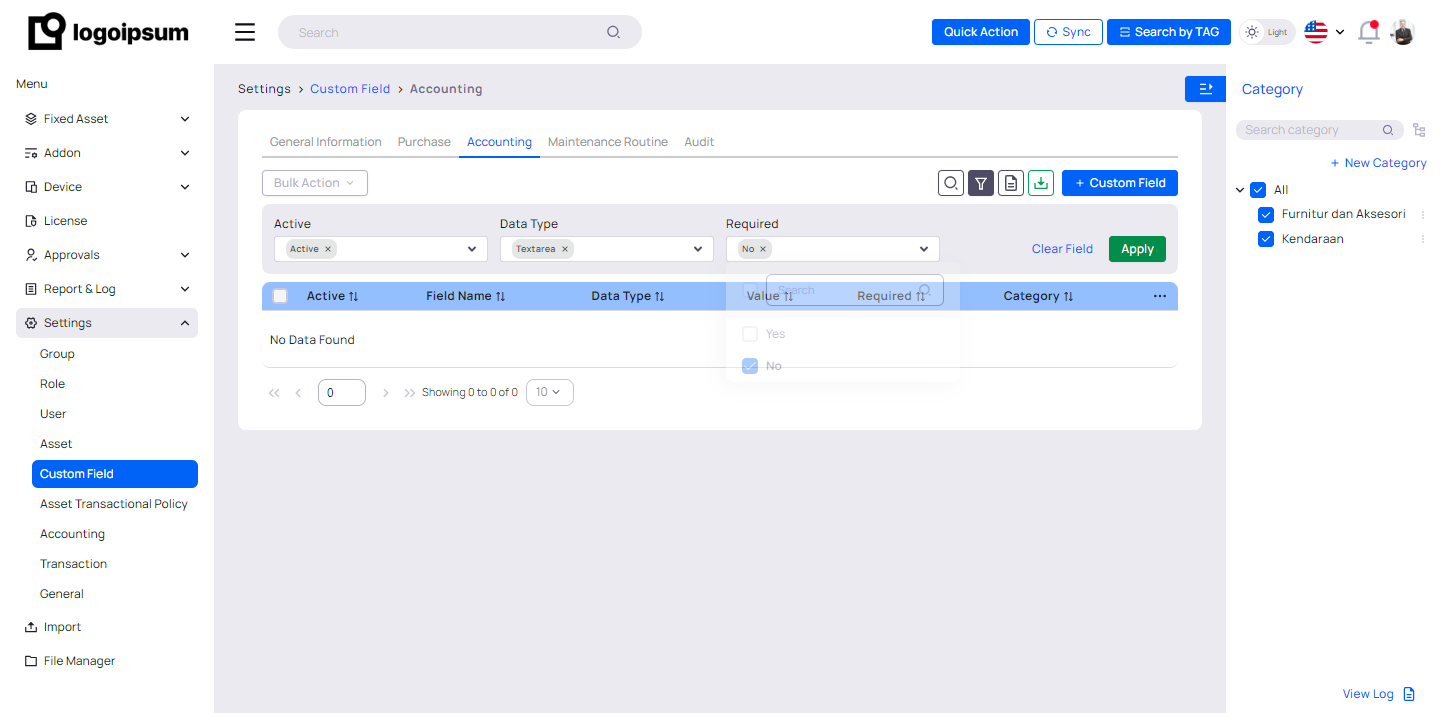 logoipsum
Search
Quick Action
Sync
Search by TAG
Light
Menu
Fixed Asset
Addon
Device
License
Approvals
Report & Log
Settings
Group
Role
User
Asset
Custom Field
Asset Transactional Policy
Accounting
Transaction
General
Import
File Manager
Settings > Custom Field > Accounting
General Information Purchase Accounting Maintenance Routine Audit
Bulk Action
+ Custom Field
Active Data Type Required
Active × Textarea × No ×
Clear Field Apply
Search
Active Field Name Data Type Value Required Category
Yes
No Data Found
No
0 Showing 0 to 0 of 0 10
Category
Search category
+ New Category
All
Furnitur dan Aksesori
Kendaraan
View Log